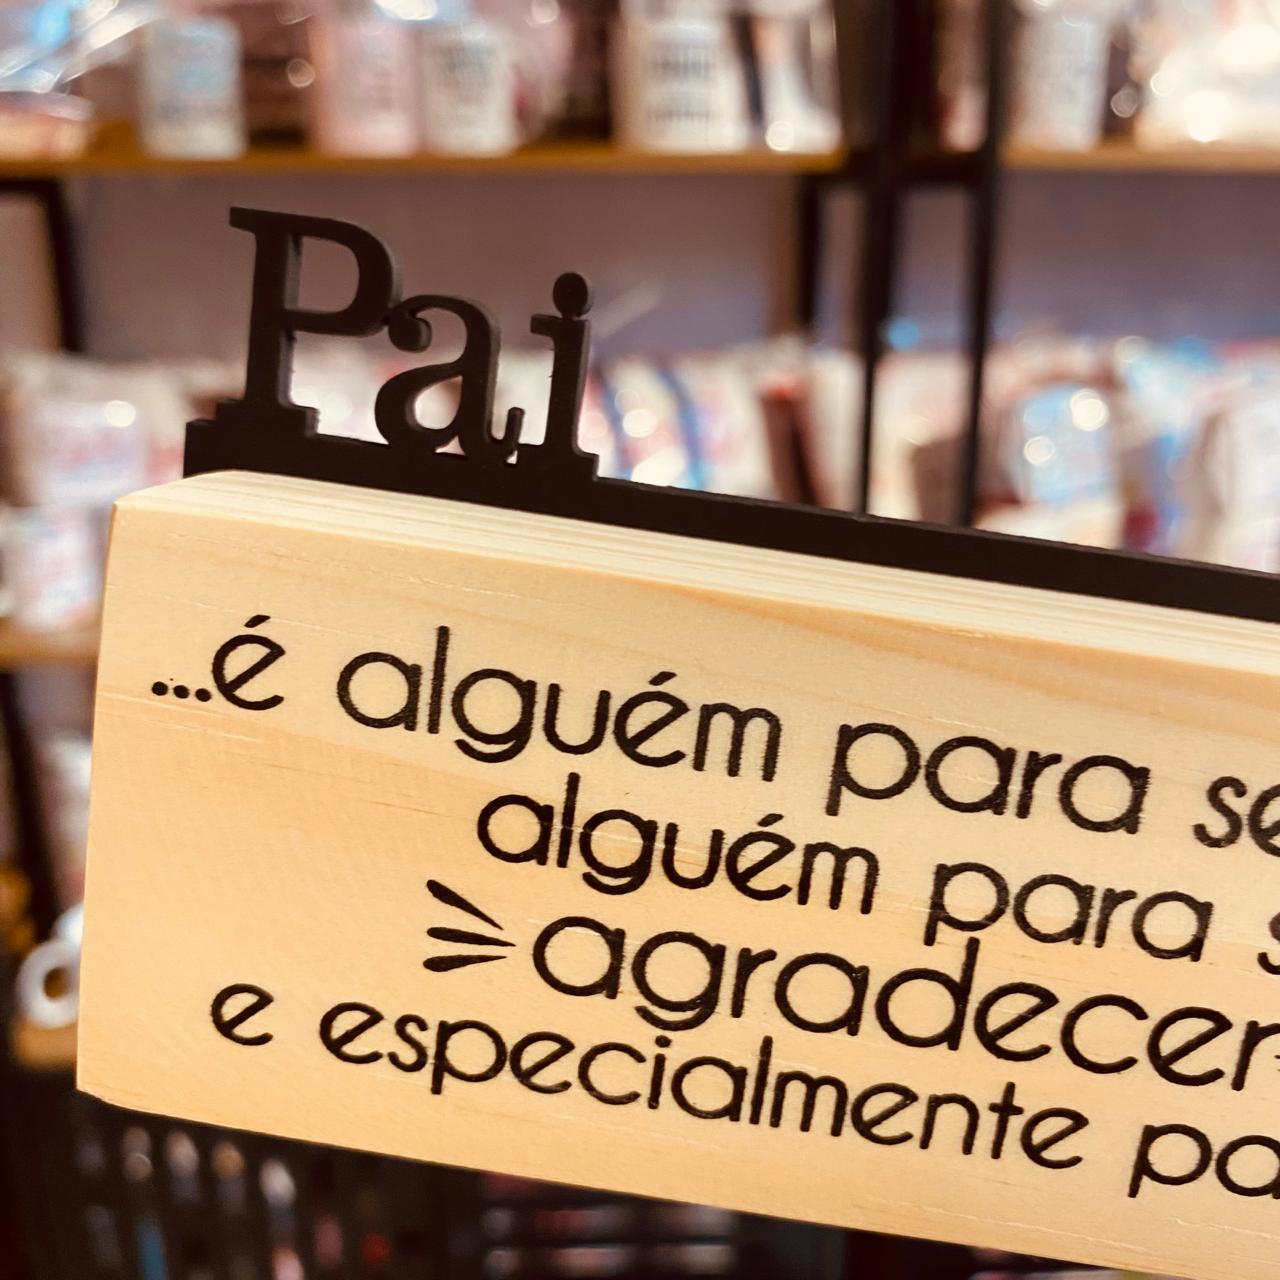 Pai
...é alguém para se
alguém para s
agradecer
e especialmente pa